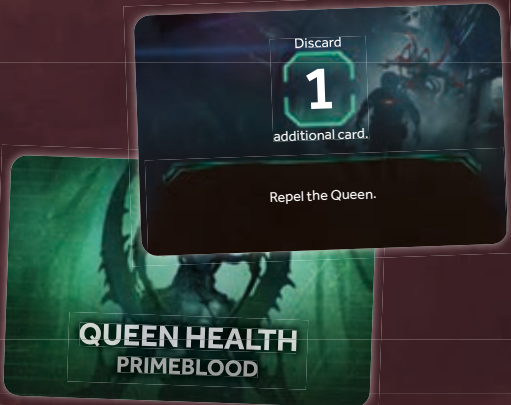 Discard
1
additional card.
Repel the Queen.
QUEEN HEALTH
PRIMEBLOOD